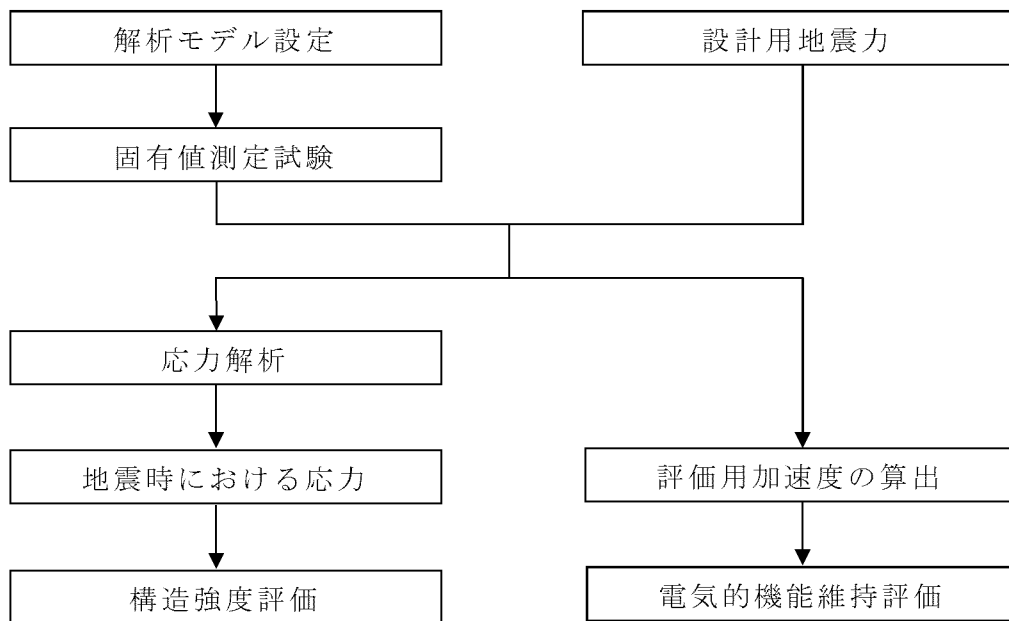 解析モデル設定
設計用地震力
固有値測定試験
応力解析
地震時における応力
評価用加速度の算出
構造強度評価
電気的機能維持評価